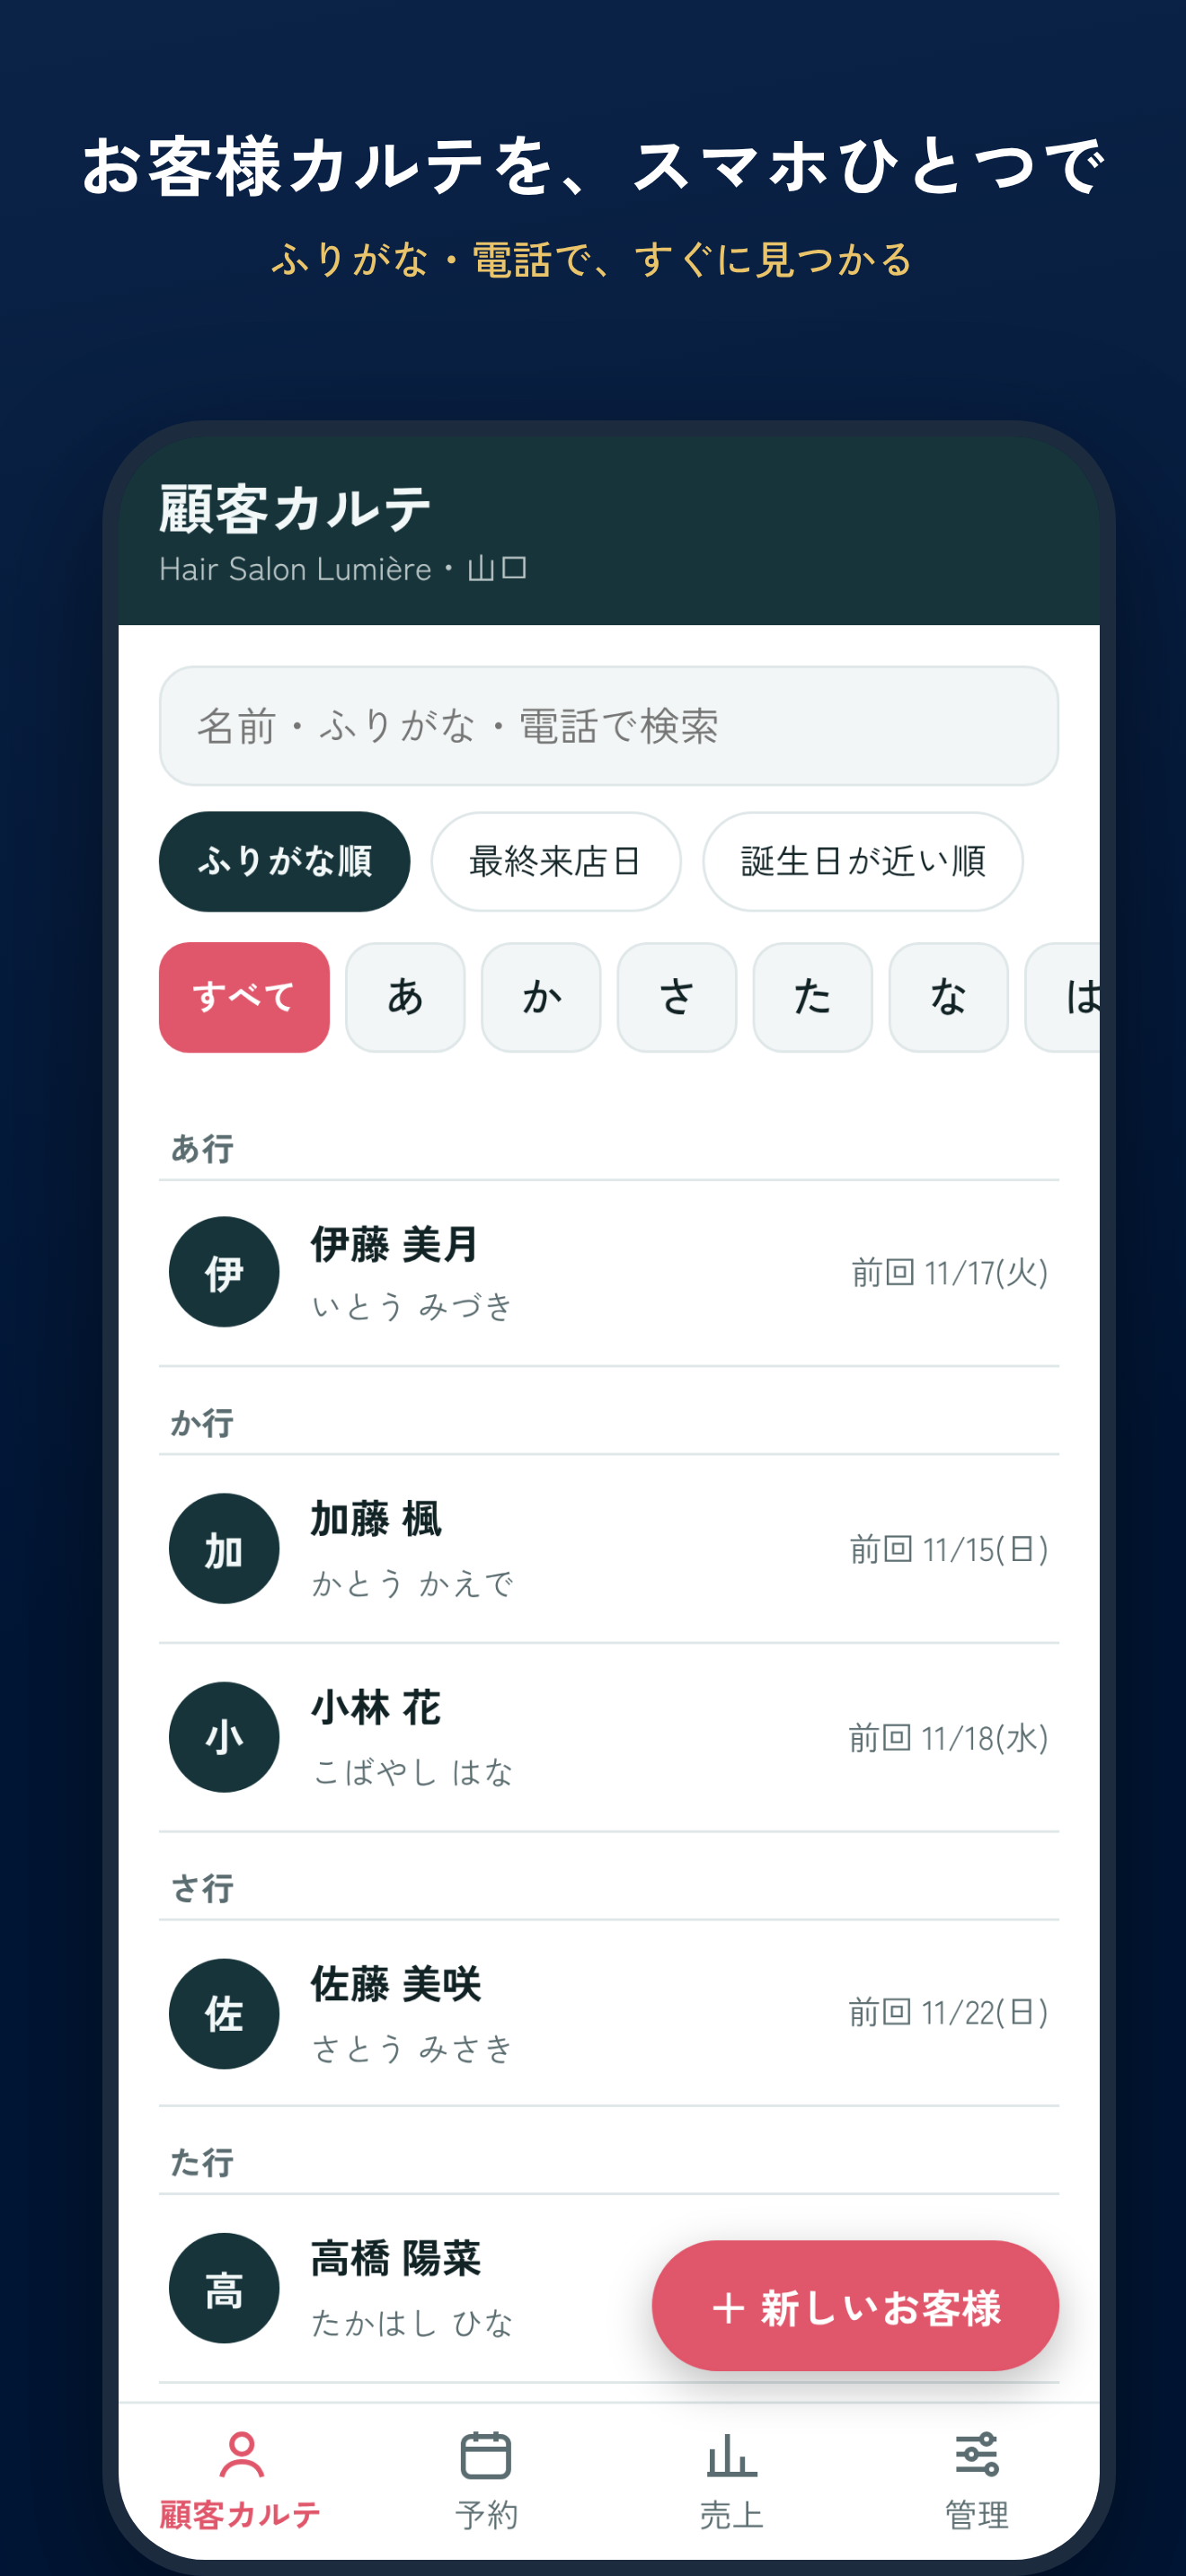 お客様カルテを、スマホひとつで
ふりがな・電話で、すぐに見つかる
顧客カルテ
Hair Salon Lumière・山口
名前・ふりがな・電話で検索
ふりがな順 最終来店日 誕生日が近い順
すべて あ か さ た な は
あ行
伊 伊藤 美月 前回 11/17(火)
いとう みづき
か行
加 加藤 楓 前回 11/15(日)
かとう かえで
小 小林 花 前回 11/18(水)
こばやし はな
さ行
佐 佐藤 美咲 前回 11/22(日)
さとう みさき
た行
高 高橋 陽菜
たかはし ひな
＋ 新しいお客様
顧客カルテ 予約 売上 管理